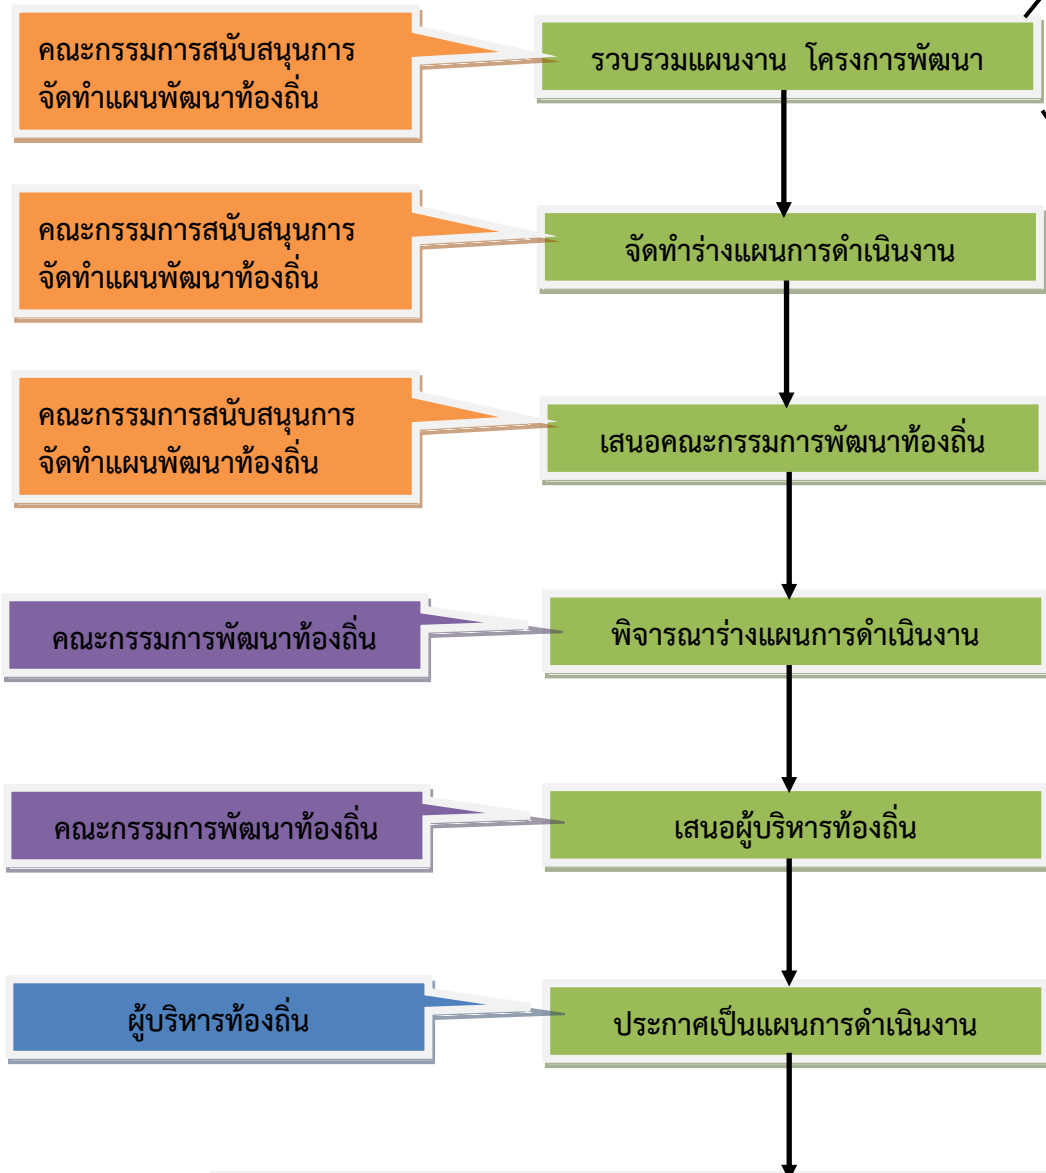 คณะกรรมการสนับสนุนการ
จัดทำแผนพัฒนาท้องถิ่น
รวบรวมแผนงาน โครงการพัฒนา
คณะกรรมการสนับสนุนการ
จัดทำแผนพัฒนาท้องถิ่น
จัดทำร่างแผนการดำเนินงาน
คณะกรรมการสนับสนุนการ
จัดทำแผนพัฒนาท้องถิ่น
เสนอคณะกรรมการพัฒนาท้องถิ่น
คณะกรรมการพัฒนาท้องถิ่น
พิจารณาร่างแผนการดำเนินงาน
คณะกรรมการพัฒนาท้องถิ่น
เสนอผู้บริหารท้องถิ่น
ผู้บริหารท้องถิ่น
ประกาศเป็นแผนการดำเนินงาน